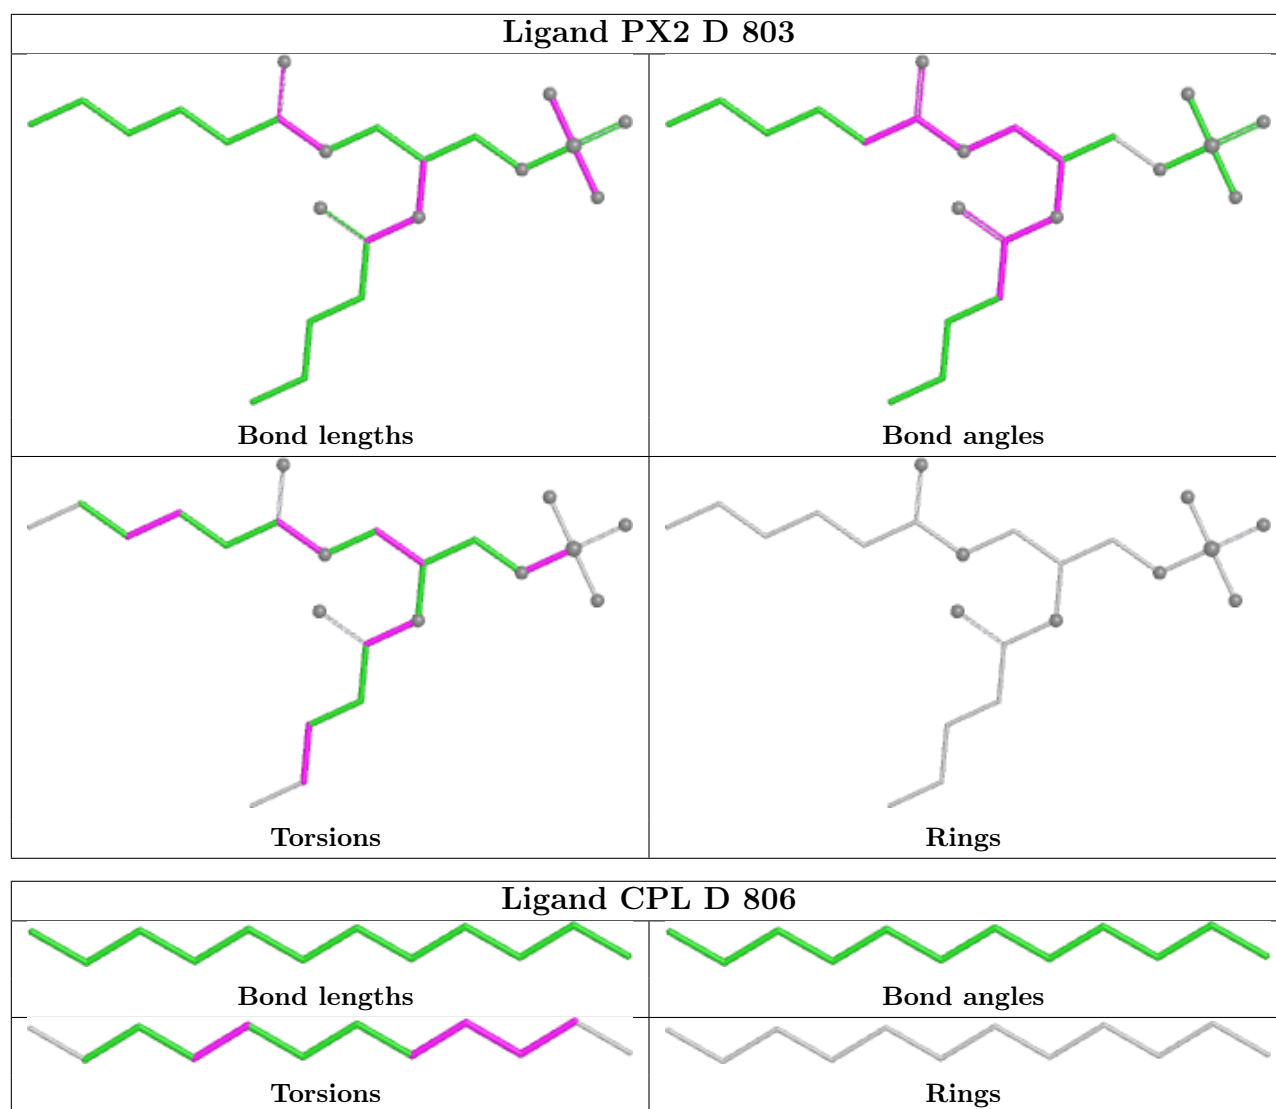 Ligand PX2 D 803
Bond lengths
Bond angles
Torsions
Rings
Ligand CPL D 806
Bond lengths
Bond angles
Torsions
Rings